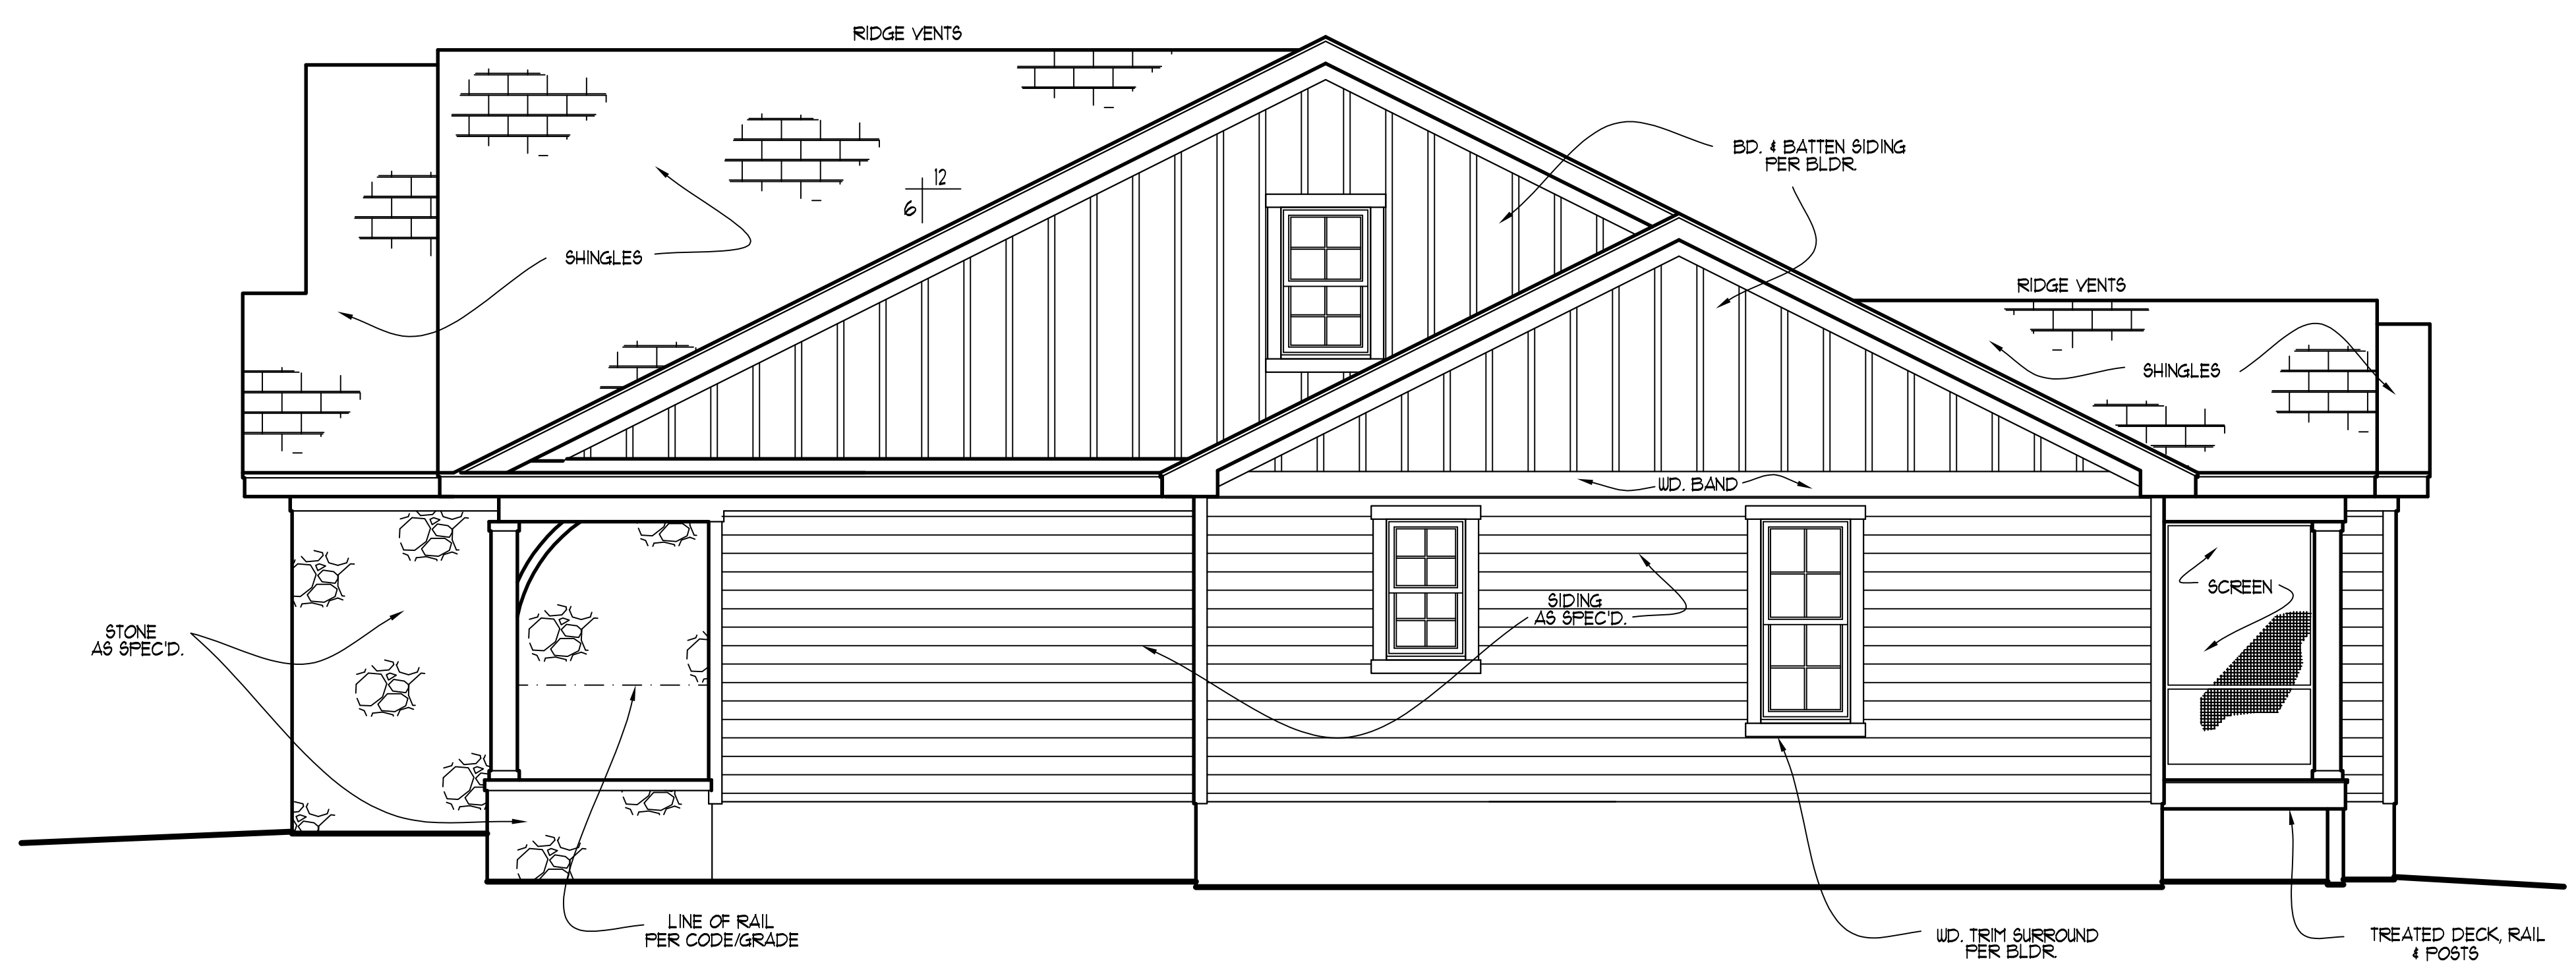 RIDGE VENTS
BD. & BATTEN SIDING
PER BLDR.
12
6
SHINGLES
RIDGE VENTS
SHINGLES
WD. BAND
SCREEN
SIDING
AS SPEC'D.
STONE
AS SPEC'D.
LINE OF RAIL
PER CODE/GRADE
WD. TRIM SURROUND
PER BLDR.
TREATED DECK, RAIL
& POSTS